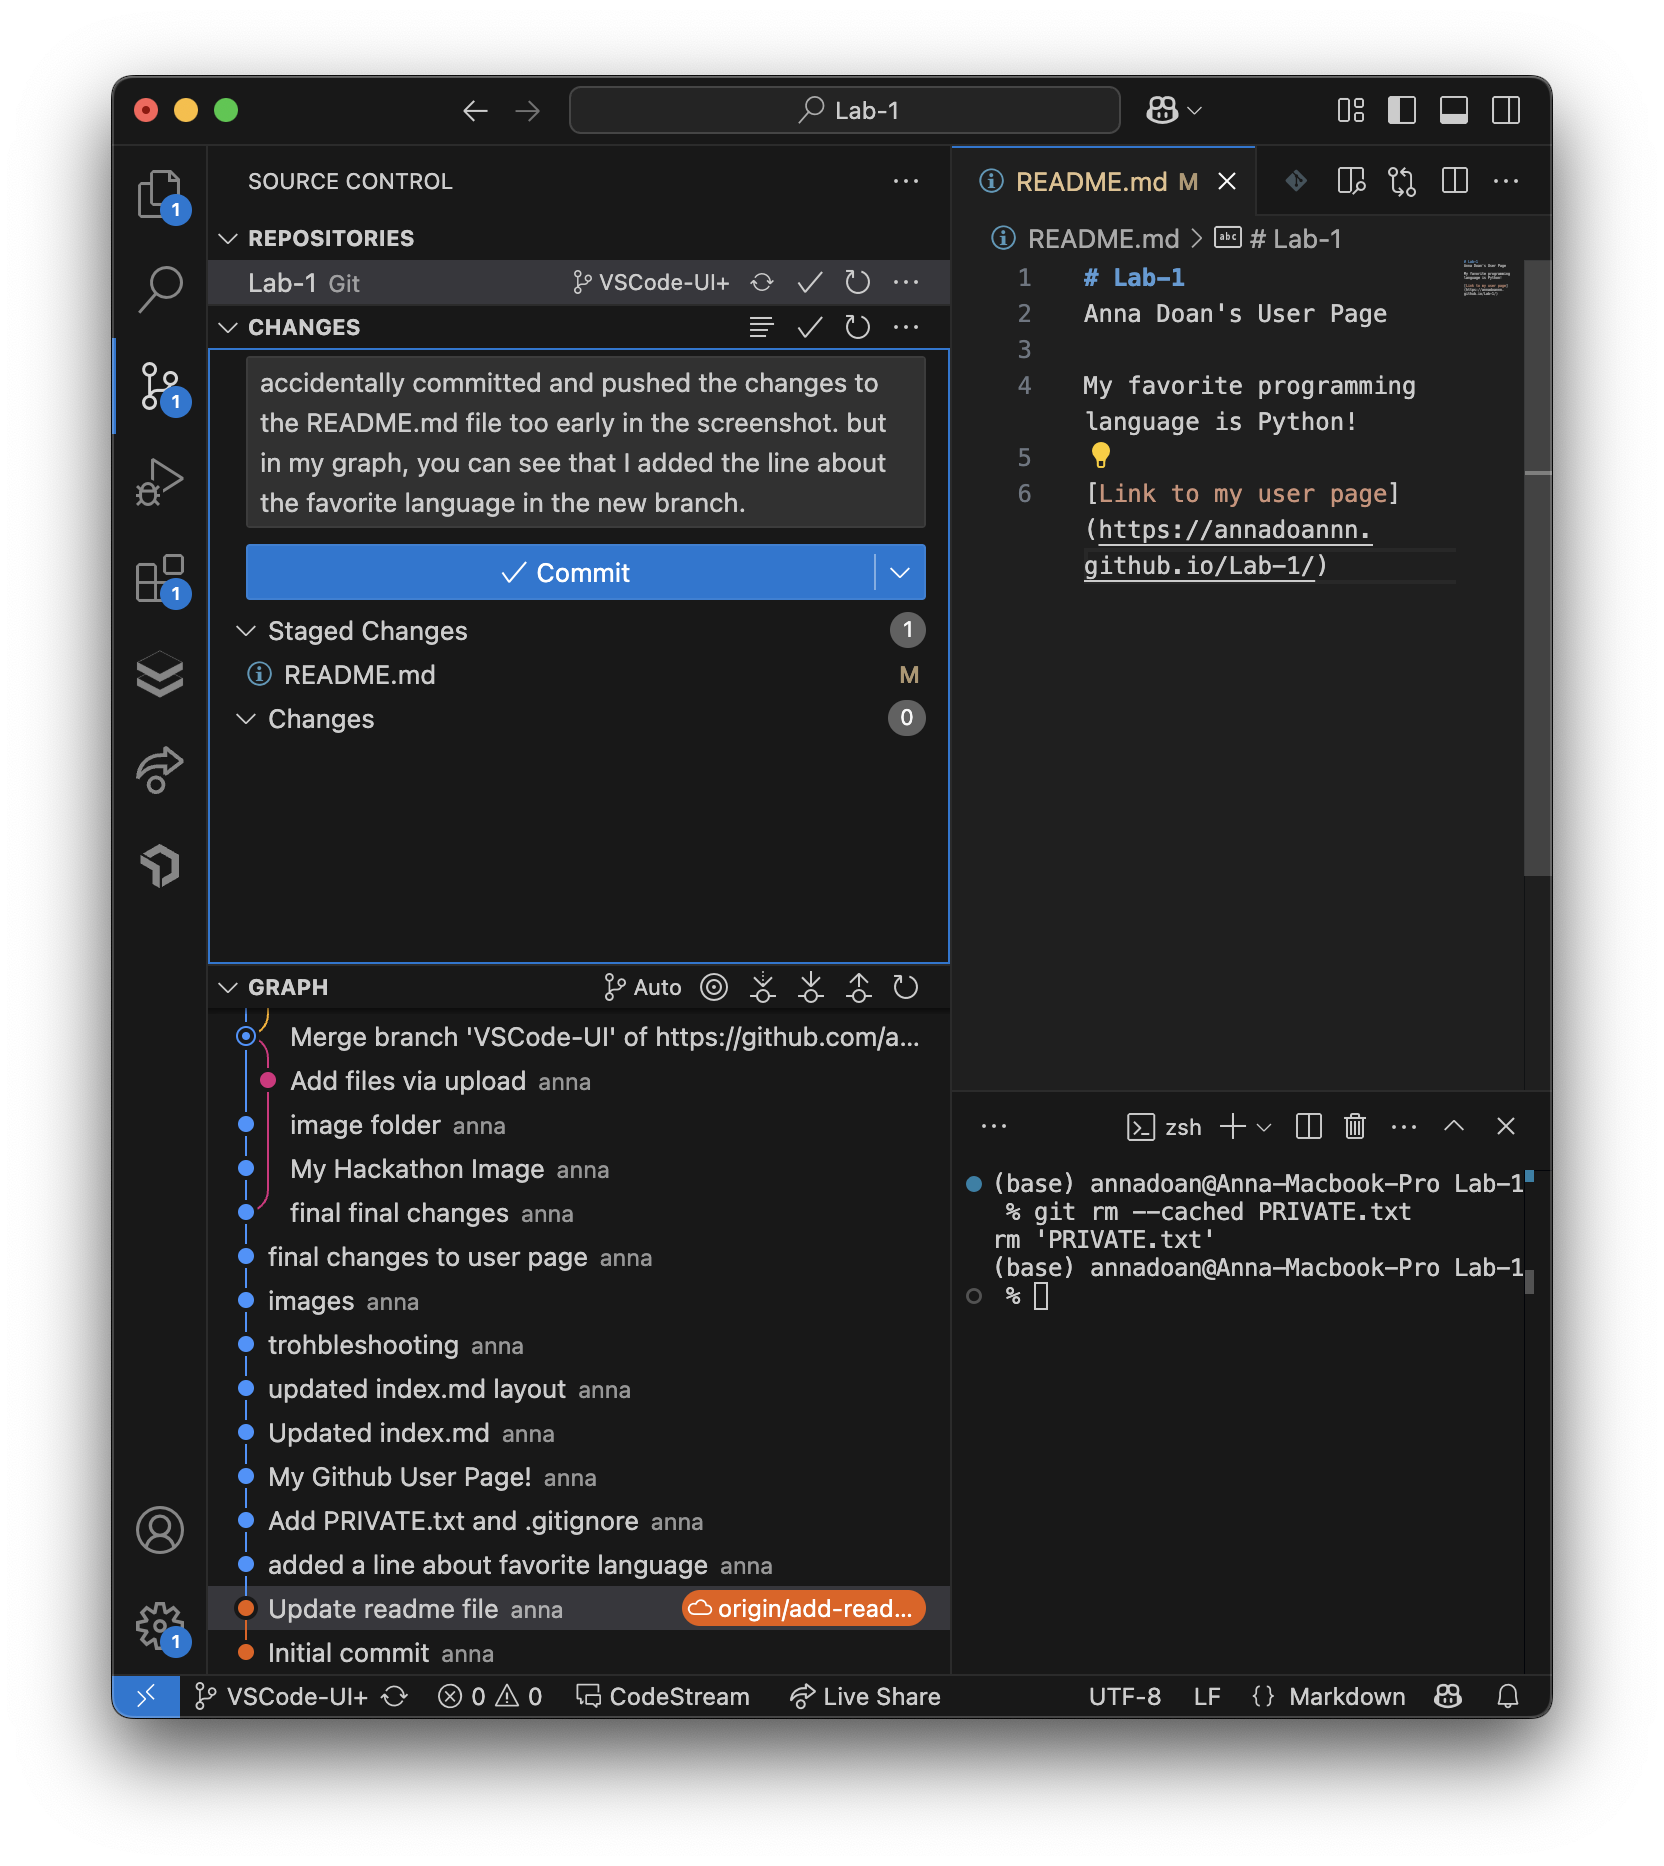 Lab-1
SOURCE CONTROL
REPOSITORIES
Lab-1 Git VSCode-UI+
CHANGES
accidentally committed and pushed the changes to
the README.md file too early in the screenshot. but
in my graph, you can see that I added the line about
the favorite language in the new branch.
Commit
Staged Changes 1
README.md M
Changes 0
GRAPH Auto
Merge branch 'VSCode-UI' of https://github.com/a...
Add files via upload anna
image folder anna
My Hackathon Image anna
final final changes anna
final changes to user page anna
images anna
trohbleshooting anna
updated index.md layout anna
Updated index.md anna
My Github User Page! anna
Add PRIVATE.txt and .gitignore anna
added a line about favorite language anna
Update readme file anna origin/add-read...
Initial commit anna
1
1
1
1
README.md M
README.md > abc # Lab-1
1 # Lab-1
2 Anna Doan's User Page
3
4 My favorite programming
language is Python!
5
6 [Link to my user page]
(https://annadoannn.
github.io/Lab-1/)
zsh
(base) annadoan@Anna-Macbook-Pro Lab-1
% git rm --cached PRIVATE.txt
rm 'PRIVATE.txt'
(base) annadoan@Anna-Macbook-Pro Lab-1
%
VSCode-UI+ 0 0 CodeStream Live Share UTF-8 LF {} Markdown